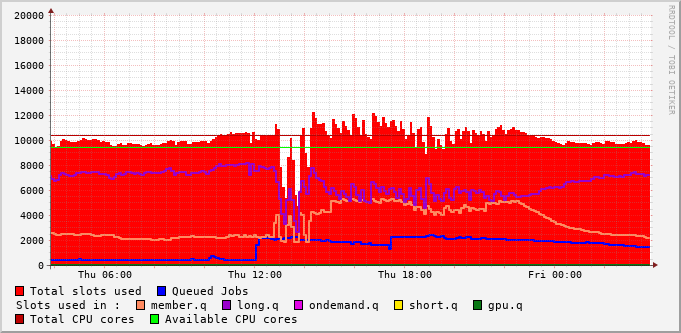 RRDTOOL / TOBI OETIKER
20000
18000
16000
14000
12000
10000
8000
6000
4000
2000
0
Thu 06:00 Thu 12:00 Thu 18:00 Fri 00:00
Total slots used Queued Jobs
Slots used in : member.q long.q ondemand.q short.q gpu.q
Total CPU cores Available CPU cores